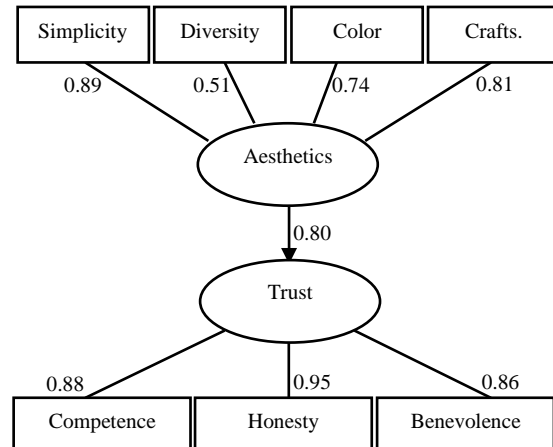 Simplicity Diversity Color Crafts.
0.89 0.51 0.74 0.81
Aesthetics
0.80
Trust
0.88 0.95 0.86
Competence Honesty Benevolence